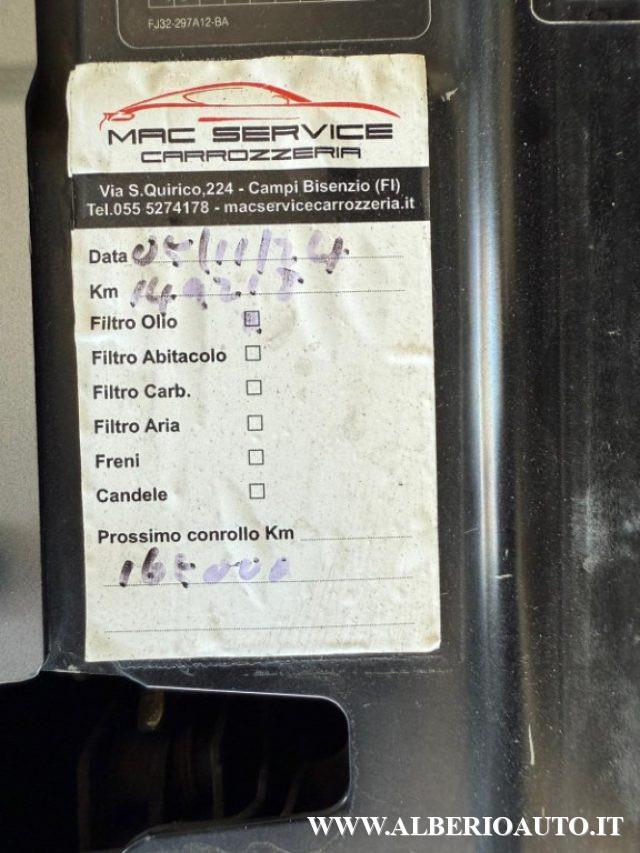 FJ32-297A12-BA
MAC SERVICE
CARROZZERIA
Via S.Quirico,224 - Campi Bisenzio (FI)
Tel.055 5274178 - macservicecarrozzeria.it
Data
Km
Filtro Olio
Filtro Abitacolo
Filtro Carb.
Filtro Aria
Freni
Candele
Prossimo conrollo Km
165000
WWW.ALBERIOAUTO.IT